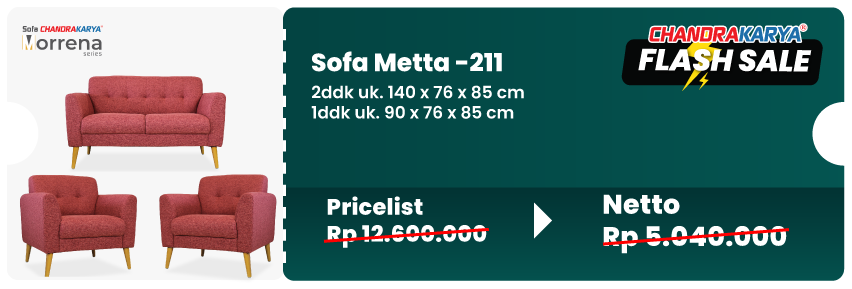 Sofa CHANDRAKARYA®
Morrena
series
Sofa Metta -211
2ddk uk. 140 x 76 x 85 cm
1ddk uk. 90 x 76 x 85 cm
CHANDRAKARYA®
FLASH SALE
Pricelist
Rp 12.600.000
Netto
Rp 5.040.000